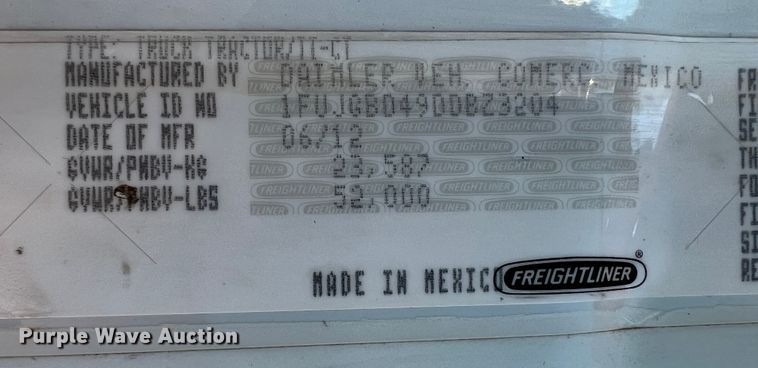 TYPE: TRUCK TRACTOR/TT-CT
MANUFACTURED BY DAIMLER VEH. COMERC. MEXICO
VEHICLE ID NO 1FUJGBD49DDBZ3204
DATE OF MFR 06/12
GVWR/PNBV-KG 23,587
GVWR/PNBV-LBS 52,000
MADE IN MEXICO FREIGHTLINER®
Purple Wave Auction